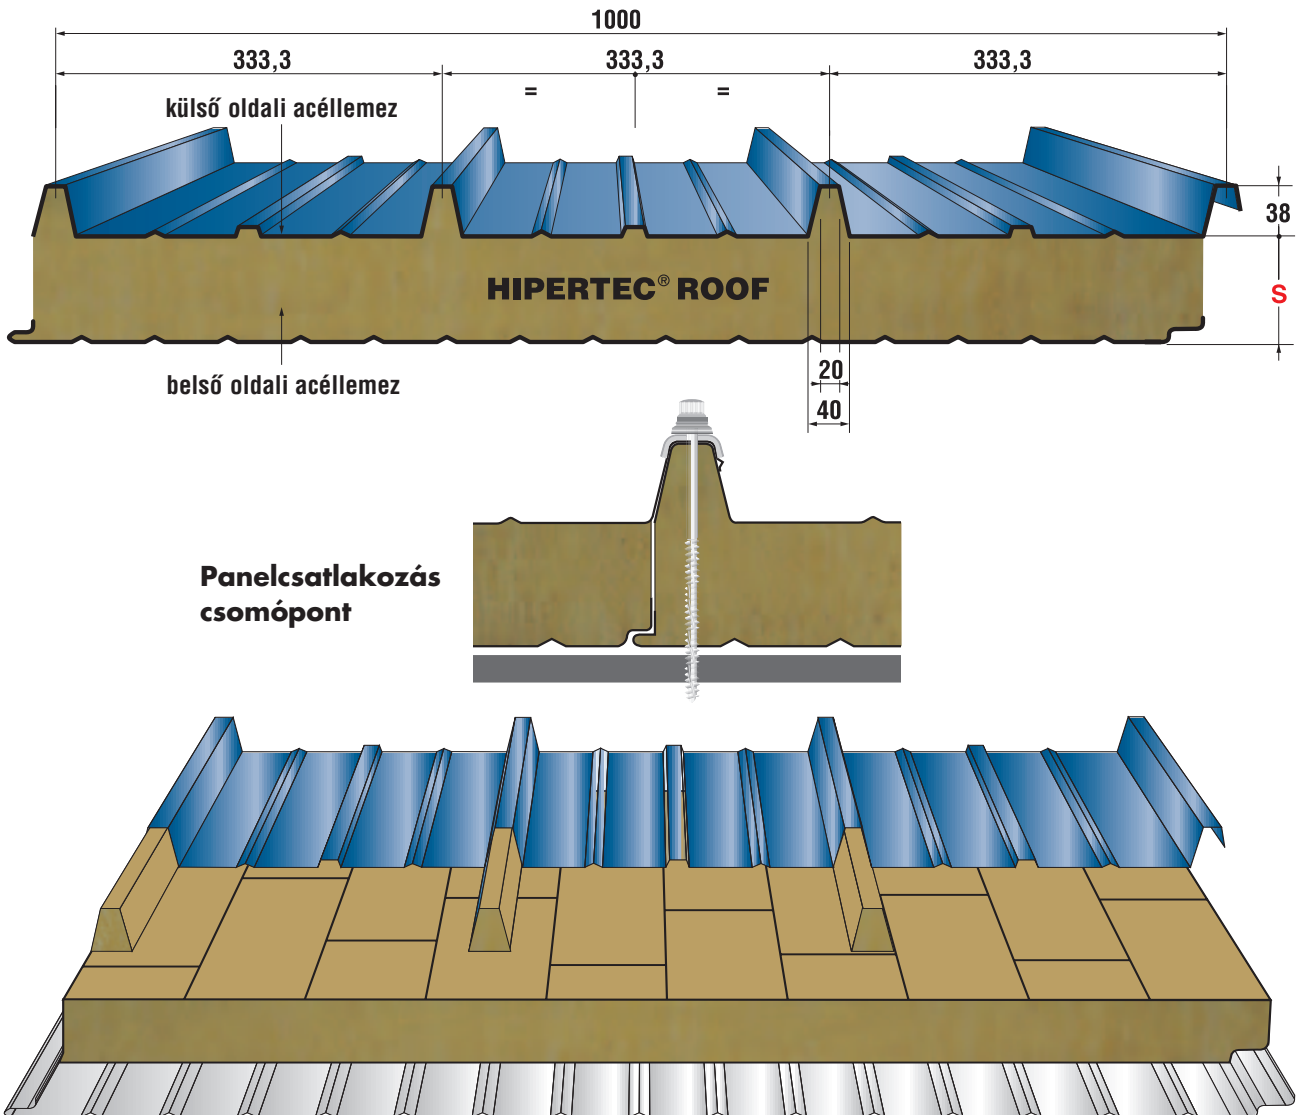 1000
333,3 333,3 333,3
= =
külső oldali acéllemez
38
HIPERTEC® ROOF
S
belső oldali acéllemez
20
40
Panelcsatlakozás
csomópont